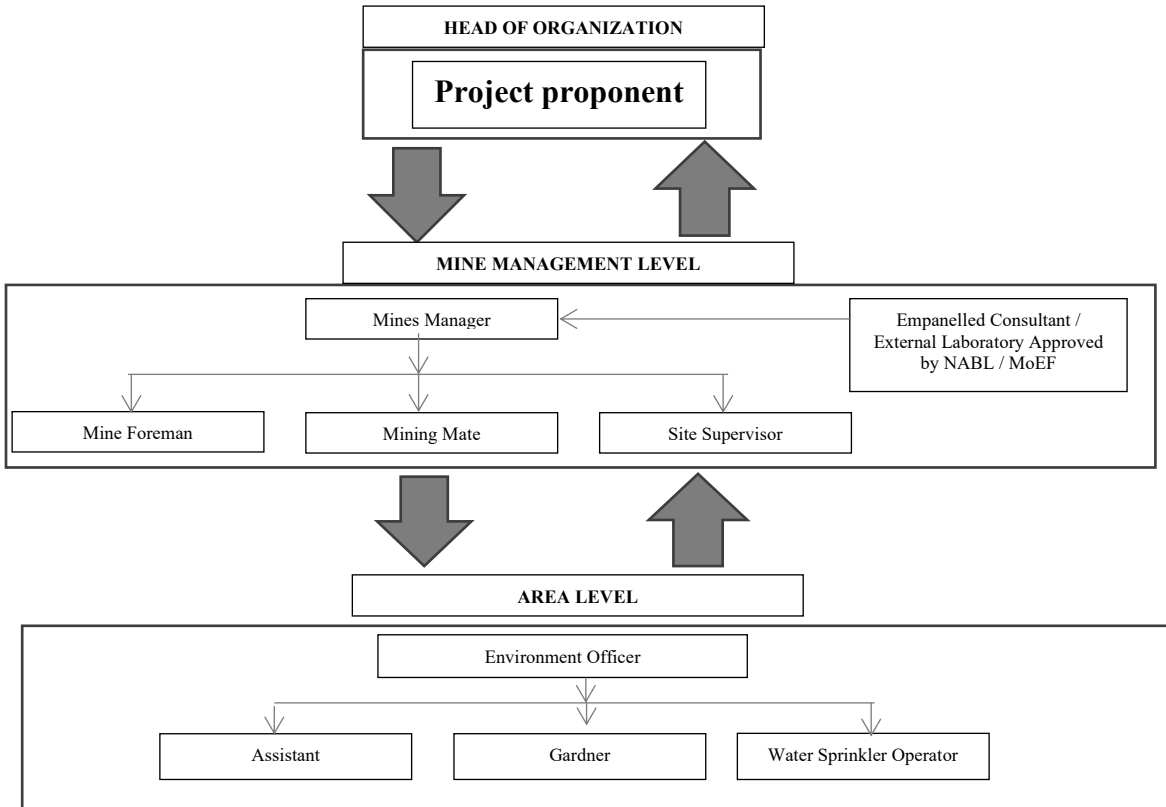 HEAD OF ORGANIZATION
Project proponent
MINE MANAGEMENT LEVEL
Mines Manager
Empanelled Consultant /
External Laboratory Approved
by NABL / MoEF
Mine Foreman
Mining Mate
Site Supervisor
AREA LEVEL
Environment Officer
Assistant
Gardner
Water Sprinkler Operator